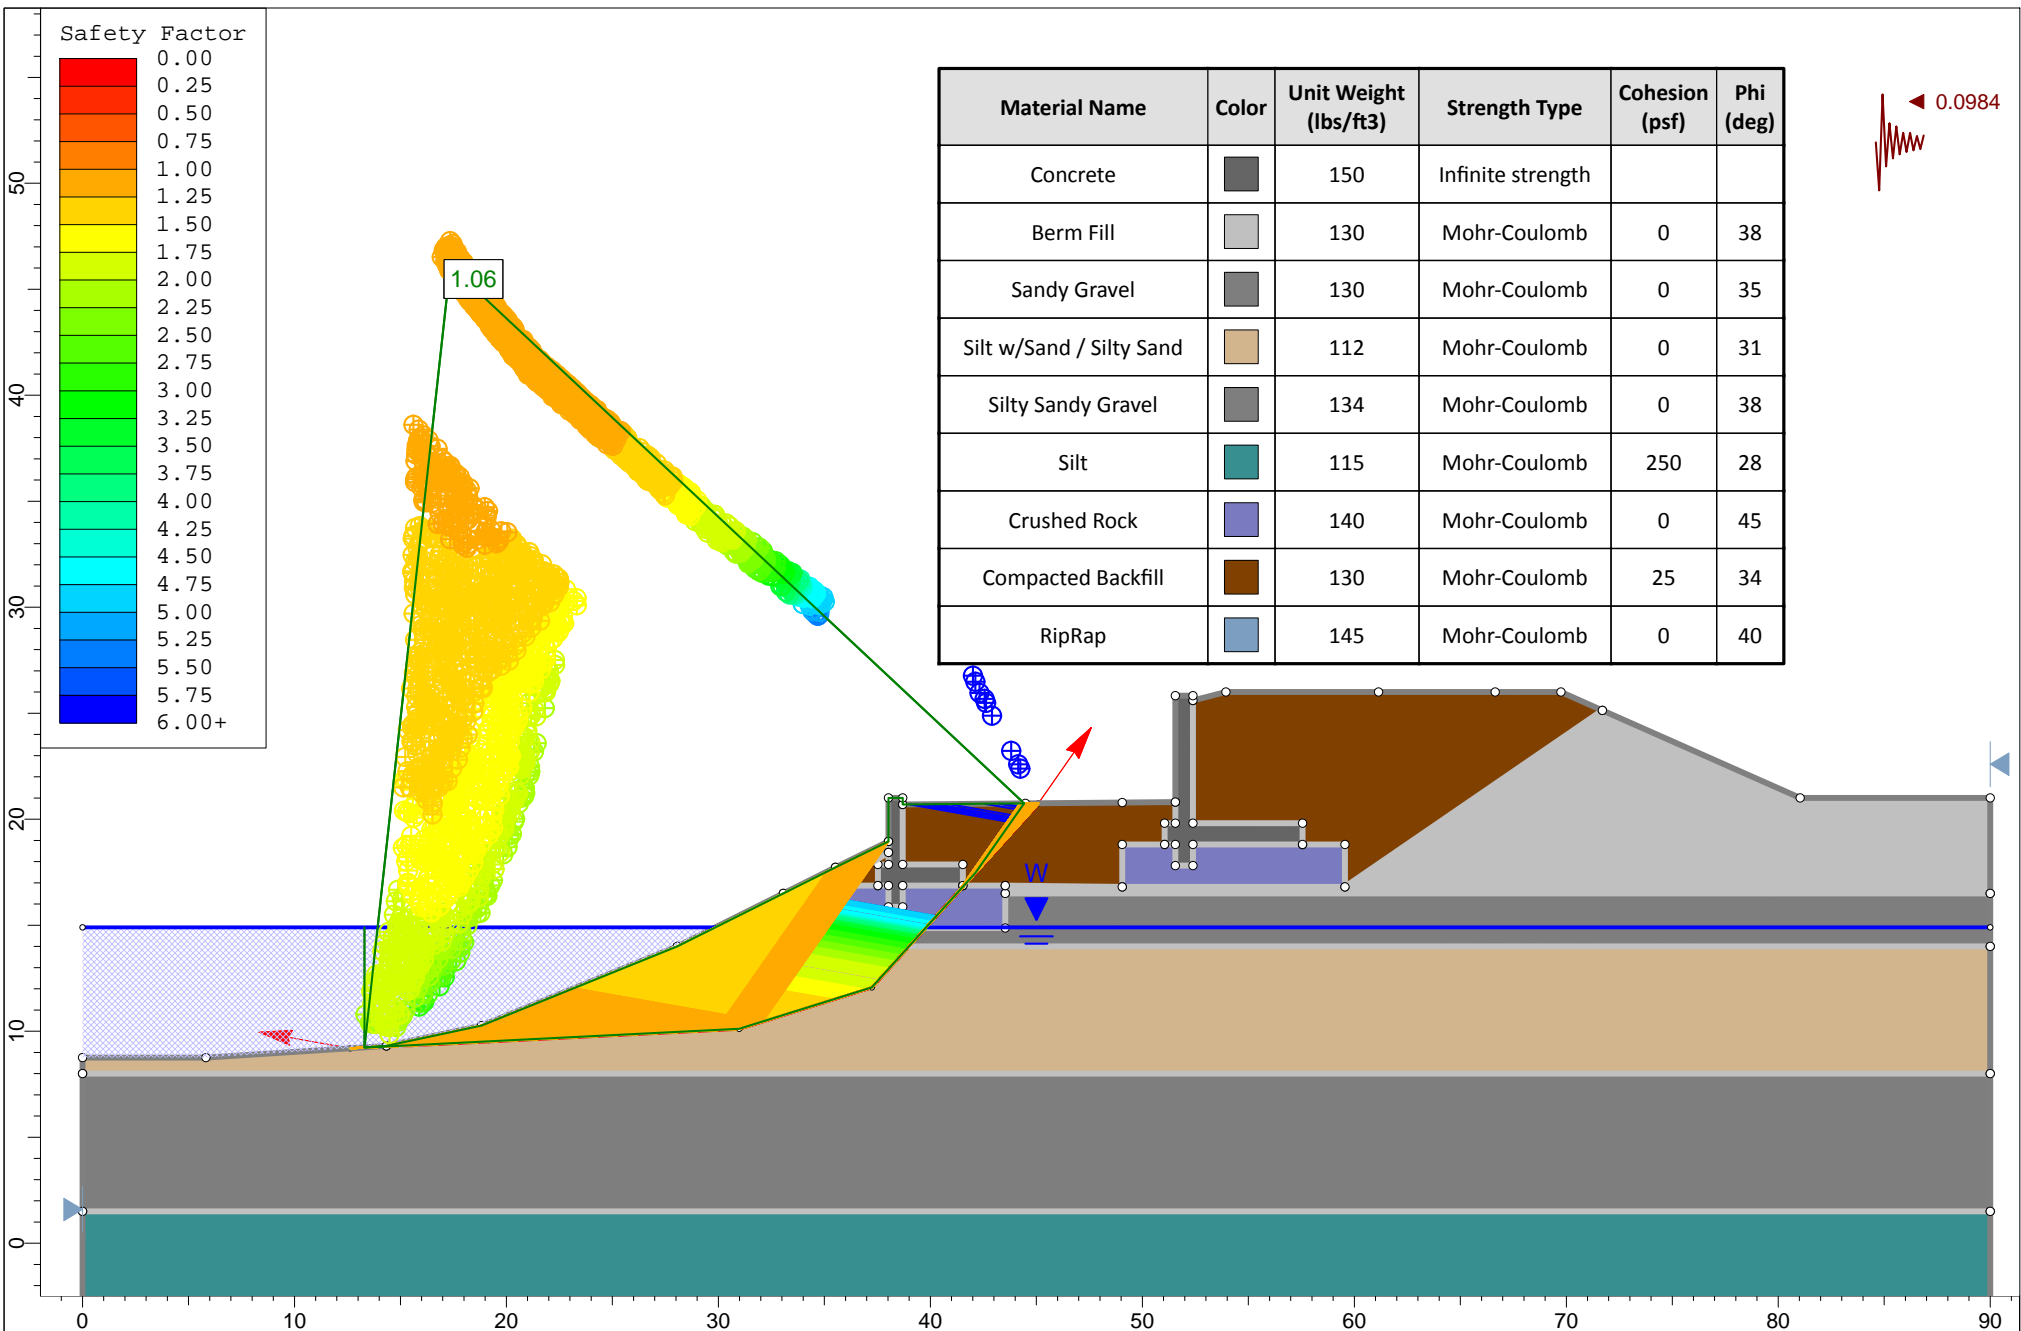 Safety Factor
0.00
0.25
0.50
0.75
1.00
1.25
1.50
1.75
2.00
2.25
2.50
2.75
3.00
3.25
3.50
3.75
4.00
4.25
4.50
4.75
5.00
5.25
5.50
5.75
6.00+
1.06
Material Name Color Unit Weight (lbs/ft3) Strength Type Cohesion (psf) Phi (deg)
Concrete 150 Infinite strength
Berm Fill 130 Mohr-Coulomb 0 38
Sandy Gravel 130 Mohr-Coulomb 0 35
Silt w/Sand / Silty Sand 112 Mohr-Coulomb 0 31
Silty Sandy Gravel 134 Mohr-Coulomb 0 38
Silt 115 Mohr-Coulomb 250 28
Crushed Rock 140 Mohr-Coulomb 0 45
Compacted Backfill 130 Mohr-Coulomb 25 34
RipRap 145 Mohr-Coulomb 0 40
0.0984
W
50
40
30
20
10
0
0 10 20 30 40 50 60 70 80 90